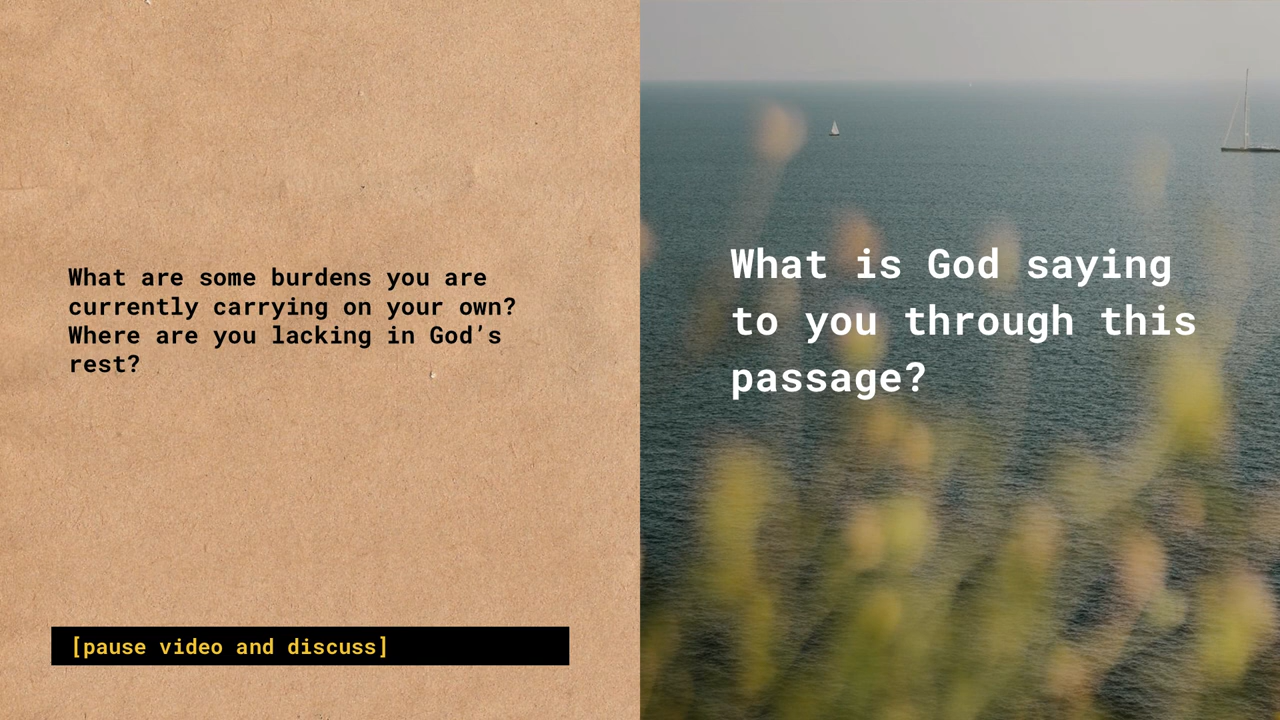 What are some burdens you are
currently carrying on your own?
Where are you lacking in God’s
rest?
[pause video and discuss]
What is God saying
to you through this
passage?